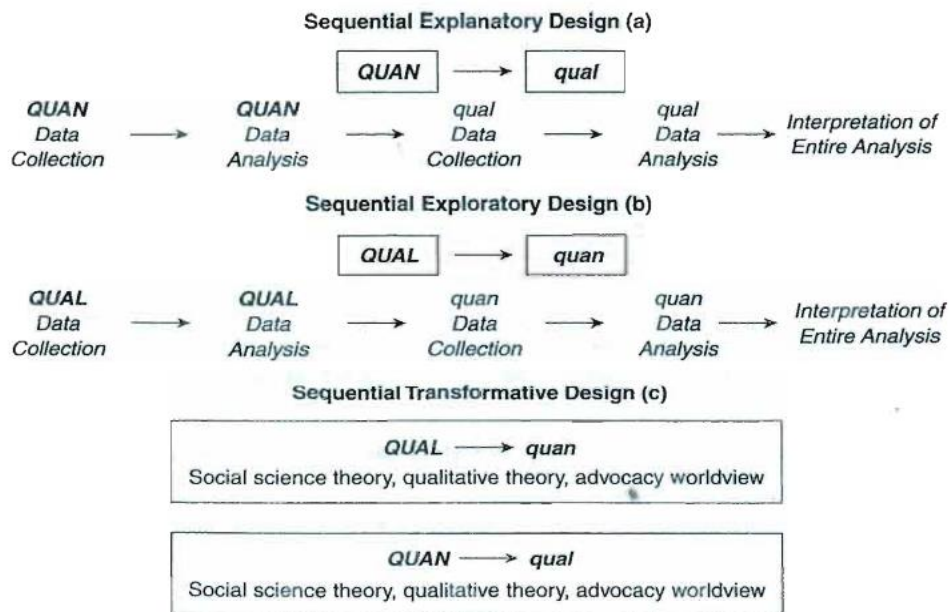 Sequential Explanatory Design (a)
QUAN → qual
QUAN QUAN qual qual
Data → Data → Data → Data → Interpretation of
Collection Analysis Collection Analysis Entire Analysis
Sequential Exploratory Design (b)
QUAL → quan
QUAL QUAL quan quan
Data → Data → Data → Data → Interpretation of
Collection Analysis Collection Analysis Entire Analysis
Sequential Transformative Design (c)
QUAL → quan
Social science theory, qualitative theory, advocacy worldview
QUAN → qual
Social science theory, qualitative theory, advocacy worldview